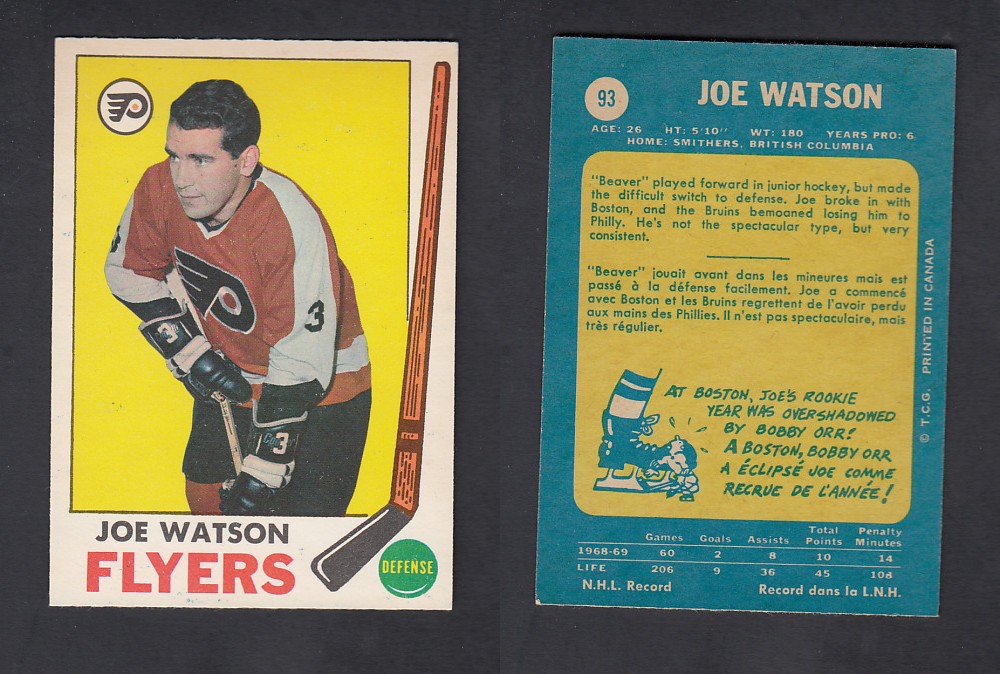 3
3
3
3
JOE WATSON
FLYERS
DEFENSE
93
JOE WATSON
AGE: 26 HT: 5'10" WT: 180 YEARS PRO: 6
HOME: SMITHERS, BRITISH COLUMBIA
"Beaver" played forward in junior hockey, but made
the difficult switch to defense. Joe broke in with
Boston, and the Bruins bemoaned losing him to
Philly. He's not the spectacular type, but very
consistent.
"Beaver" jouait avant dans les mineures mais est
passé à la défense facilement. Joe a commencé
avec Boston et les Bruins regrettent de l'avoir perdu
aux mains des Phillies. Il n'est pas spectaculaire, mais
très régulier.
AT BOSTON, JOE'S ROOKIE
YEAR WAS OVERSHADOWED
BY BOBBY ORR!
A BOSTON, BOBBY ORR
A ÉCLIPSÉ JOE COMME
RECRUE DE L'ANNÉE!
Games Goals Assists Total Points Penalty Minutes
1968-69 60 2 8 10 14
LIFE 206 9 36 45 108
N.H.L. Record Record dans la L.N.H.
© T.C.G. PRINTED IN CANADA